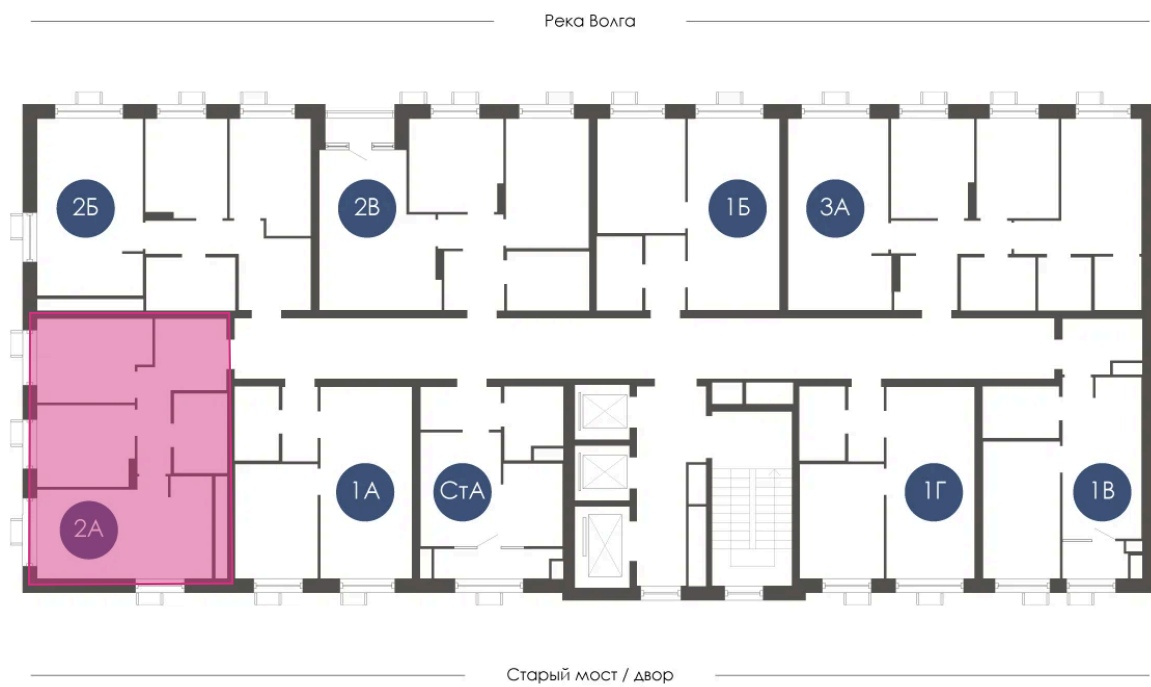 Река Волга
2Б
2В
1Б
3А
2А
1А
СтА
1Г
1В
Старый мост / двор